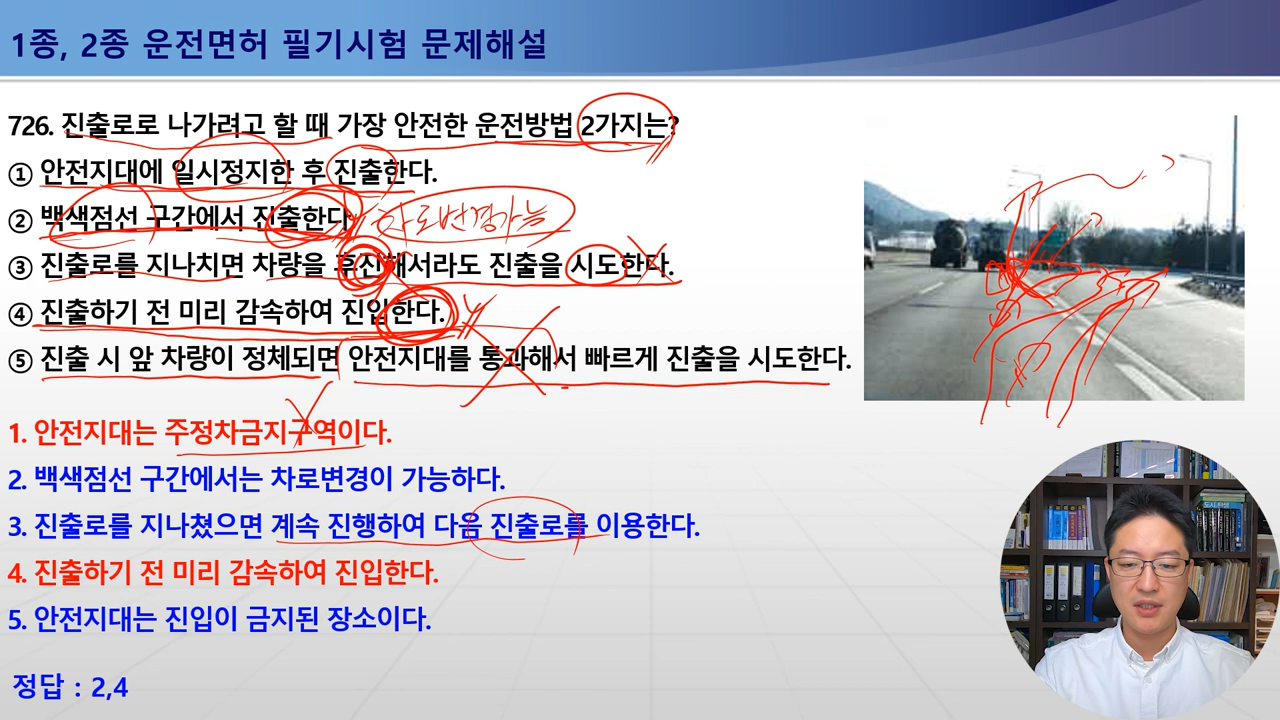 1종, 2종 운전면허 필기시험 문제해설
726. 진출로로 나가려고 할 때 가장 안전한 운전방법 2가지는?
① 안전지대에 일시정지한 후 진출한다.
② 백색점선 구간에서 진출한다. 차로변경가능
③ 진출로를 지나치면 차량을 후진해서라도 진출을 시도한다.
④ 진출하기 전 미리 감속하여 진입한다.
⑤ 진출 시 앞 차량이 정체되면 안전지대를 통과해서 빠르게 진출을 시도한다.
1. 안전지대는 주정차금지구역이다.
2. 백색점선 구간에서는 차로변경이 가능하다.
3. 진출로를 지나쳤으면 계속 진행하여 다음 진출로를 이용한다.
4. 진출하기 전 미리 감속하여 진입한다.
5. 안전지대는 진입이 금지된 장소이다.
정답 : 2,4